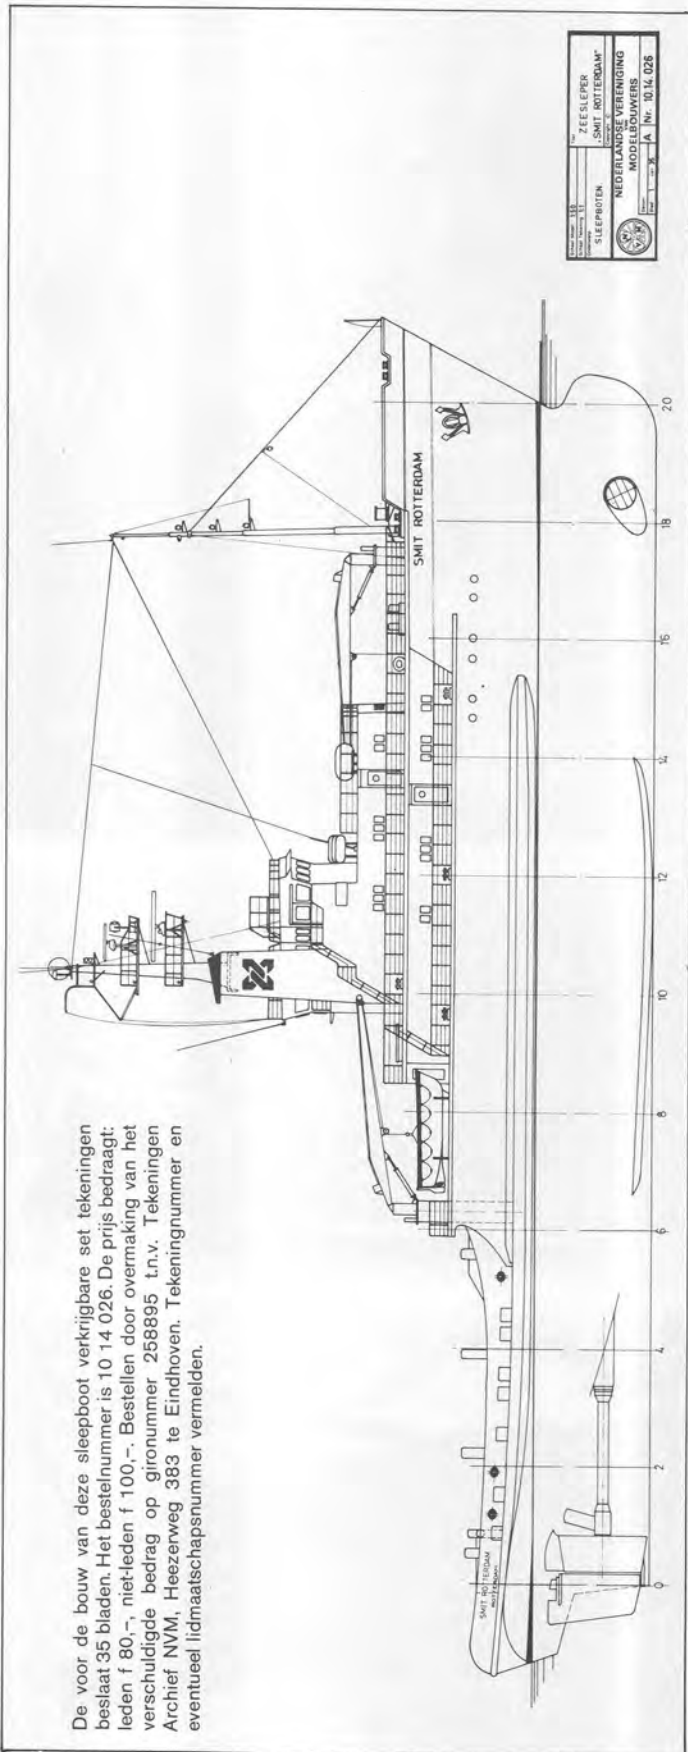 De voor de bouw van deze sleepboot verkrijgbare set tekeningen
beslaat 35 bladen. Het bestelnummer is 10 14 026. De prijs bedraagt:
leden f 80,–, niet-leden f 100,–. Bestellen door overmaking van het
verschuldigde bedrag op gironummer 258895 t.n.v. Tekeningen
Archief NVM, Heezerweg 383 te Eindhoven. Tekeningnummer en
eventueel lidmaatschapsnummer vermelden.
SMIT ROTTERDAM
SMIT ROTTERDAM
ROTTERDAM
0 2 4 6 8 10 12 14 16 18 20
SLEEPBOTEN
ZEESLEPER
„SMIT ROTTERDAM"
NEDERLANDSE VERENIGING
VAN
MODELBOUWERS
A Nr. 10.14.026